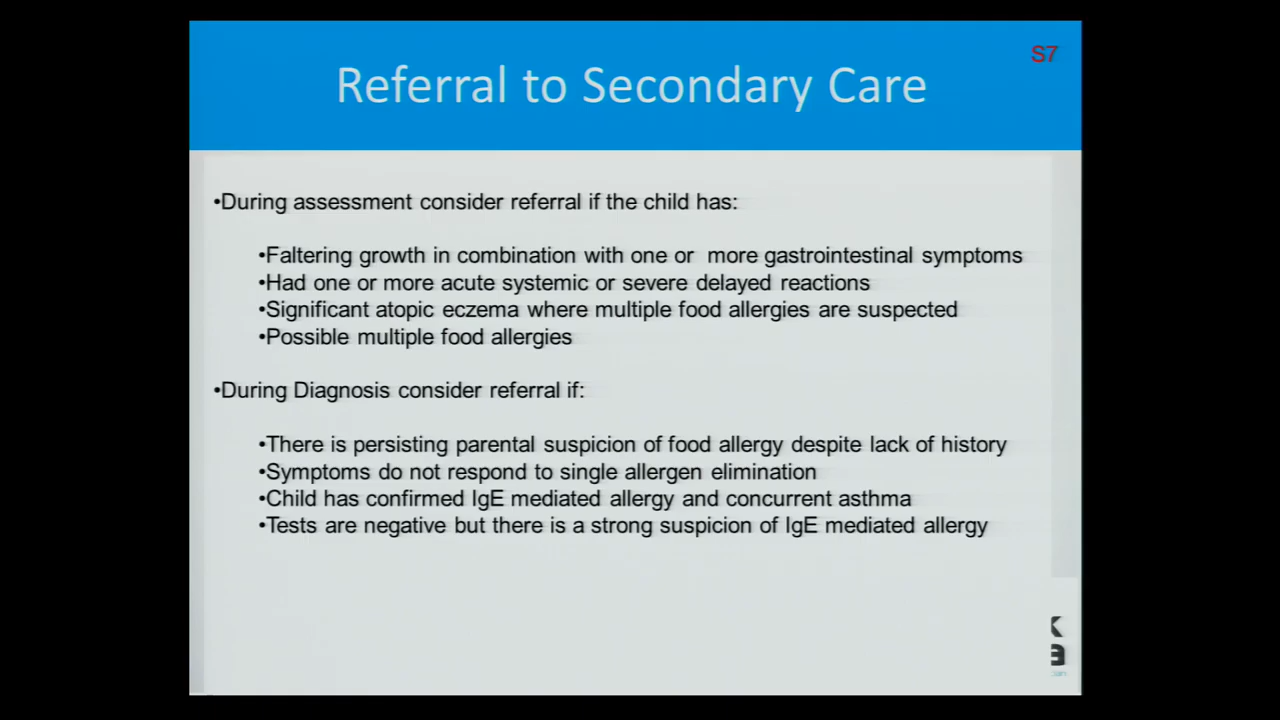 S7
Referral to Secondary Care
•During assessment consider referral if the child has:
•Faltering growth in combination with one or more gastrointestinal symptoms
•Had one or more acute systemic or severe delayed reactions
•Significant atopic eczema where multiple food allergies are suspected
•Possible multiple food allergies
•During Diagnosis consider referral if:
•There is persisting parental suspicion of food allergy despite lack of history
•Symptoms do not respond to single allergen elimination
•Child has confirmed IgE mediated allergy and concurrent asthma
•Tests are negative but there is a strong suspicion of IgE mediated allergy